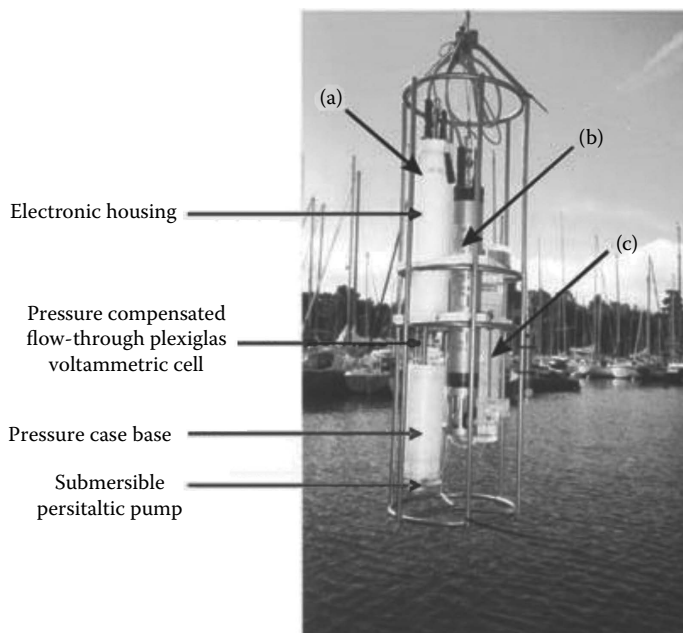 (a)
(b)
Electronic housing
(c)
Pressure compensated
flow-through plexiglas
voltammetric cell
Pressure case base
Submersible
persitaltic pump